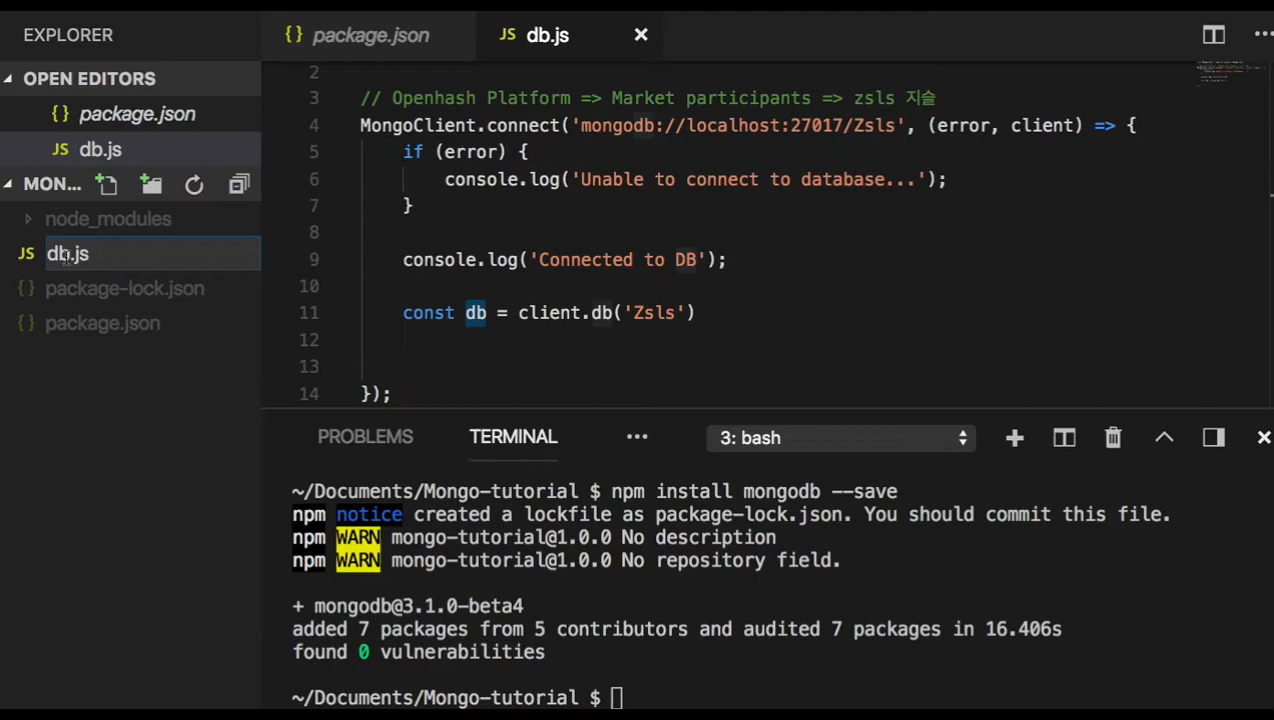 EXPLORER
{} package.json
JS db.js
OPEN EDITORS
{} package.json
JS db.js
MON...
node_modules
JS db.js
{} package-lock.json
{} package.json
2
3 // Openhash Platform => Market participants => zsls 지슬
4 MongoClient.connect('mongodb://localhost:27017/Zsls', (error, client) => {
5 if (error) {
6 console.log('Unable to connect to database...');
7 }
8
9 console.log('Connected to DB');
10
11 const db = client.db('Zsls')
12
13
14 });
PROBLEMS TERMINAL ... 3: bash
~/Documents/Mongo-tutorial $ npm install mongodb --save
npm notice created a lockfile as package-lock.json. You should commit this file.
npm WARN mongo-tutorial@1.0.0 No description
npm WARN mongo-tutorial@1.0.0 No repository field.
+ mongodb@3.1.0-beta4
added 7 packages from 5 contributors and audited 7 packages in 16.406s
found 0 vulnerabilities
~/Documents/Mongo-tutorial $